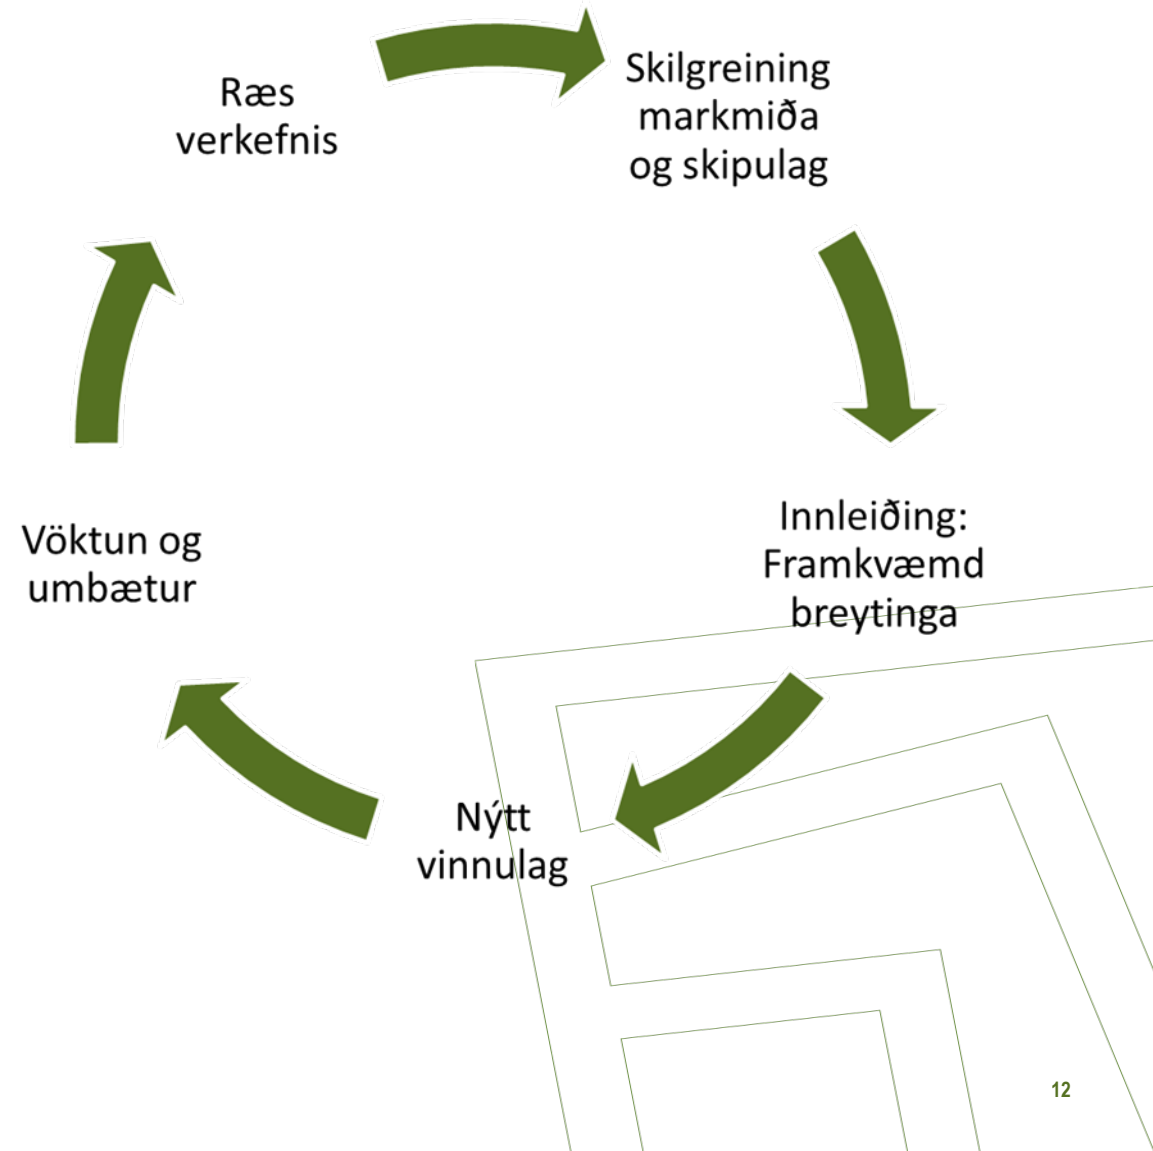 Ræs
verkefnis
Skilgreining
markmiða
og skipulag
Innleiðing:
Framkvæmd
breytinga
Nýtt
vinnulag
Vöktun og
umbætur
12